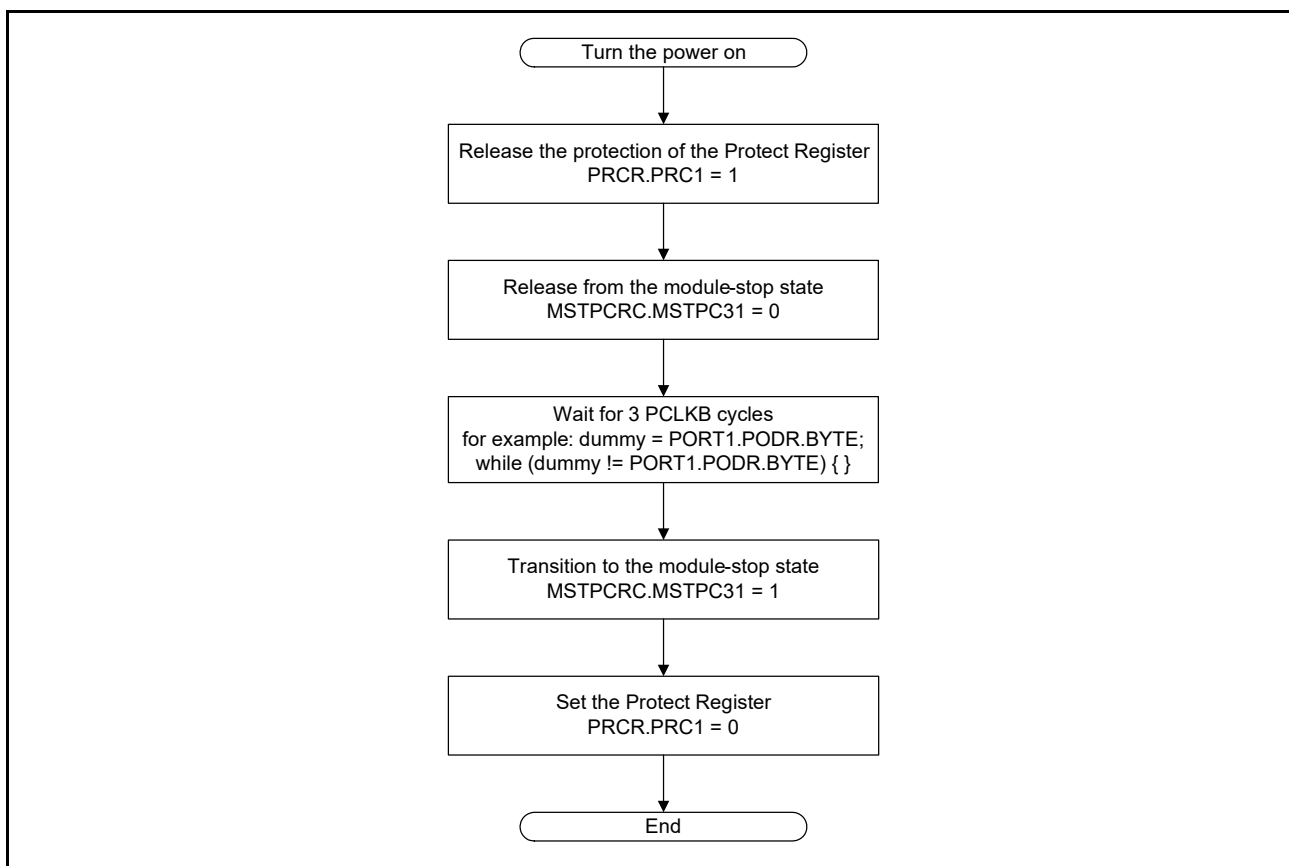 Turn the power on
Release the protection of the Protect Register
PRCR.PRC1 = 1
Release from the module-stop state
MSTPCRC.MSTPC31 = 0
Wait for 3 PCLKB cycles
for example: dummy = PORT1.PODR.BYTE;
while (dummy != PORT1.PODR.BYTE) { }
Transition to the module-stop state
MSTPCRC.MSTPC31 = 1
Set the Protect Register
PRCR.PRC1 = 0
End